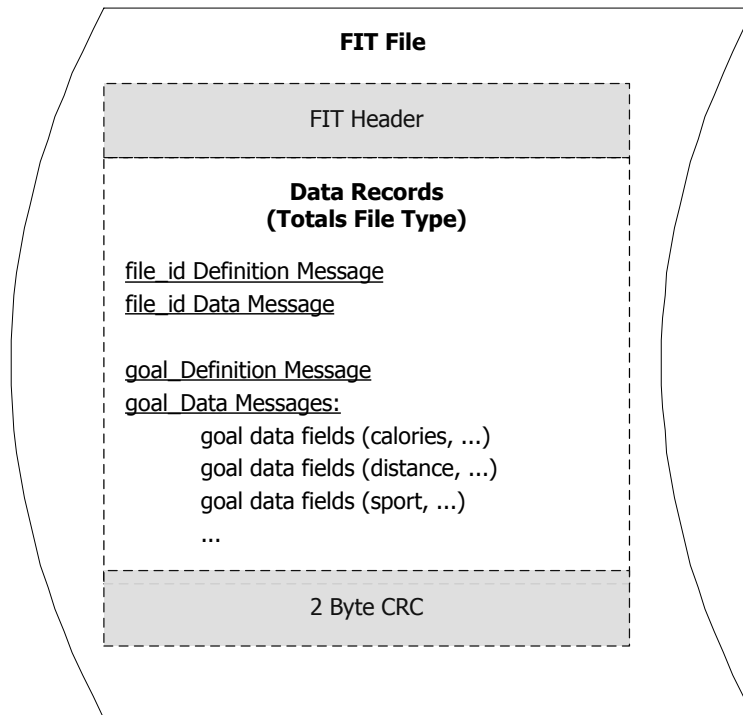 FIT File
FIT Header
Data Records
(Totals File Type)
file_id Definition Message
file_id Data Message
goal_Definition Message
goal_Data Messages:
goal data fields (calories, ...)
goal data fields (distance, ...)
goal data fields (sport, ...)
...
2 Byte CRC